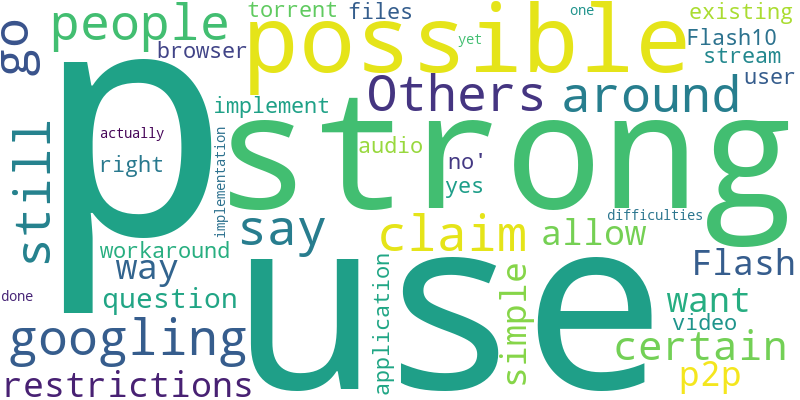 torrent files one existing
go people possible Flash10
browser yet stream
user
p implement Others around
strong
actually audio
still right implementation no' yes
say claim allow difficulties
workaround
way Flash
done question use application simple want
googling video
certain
restrictions p2p